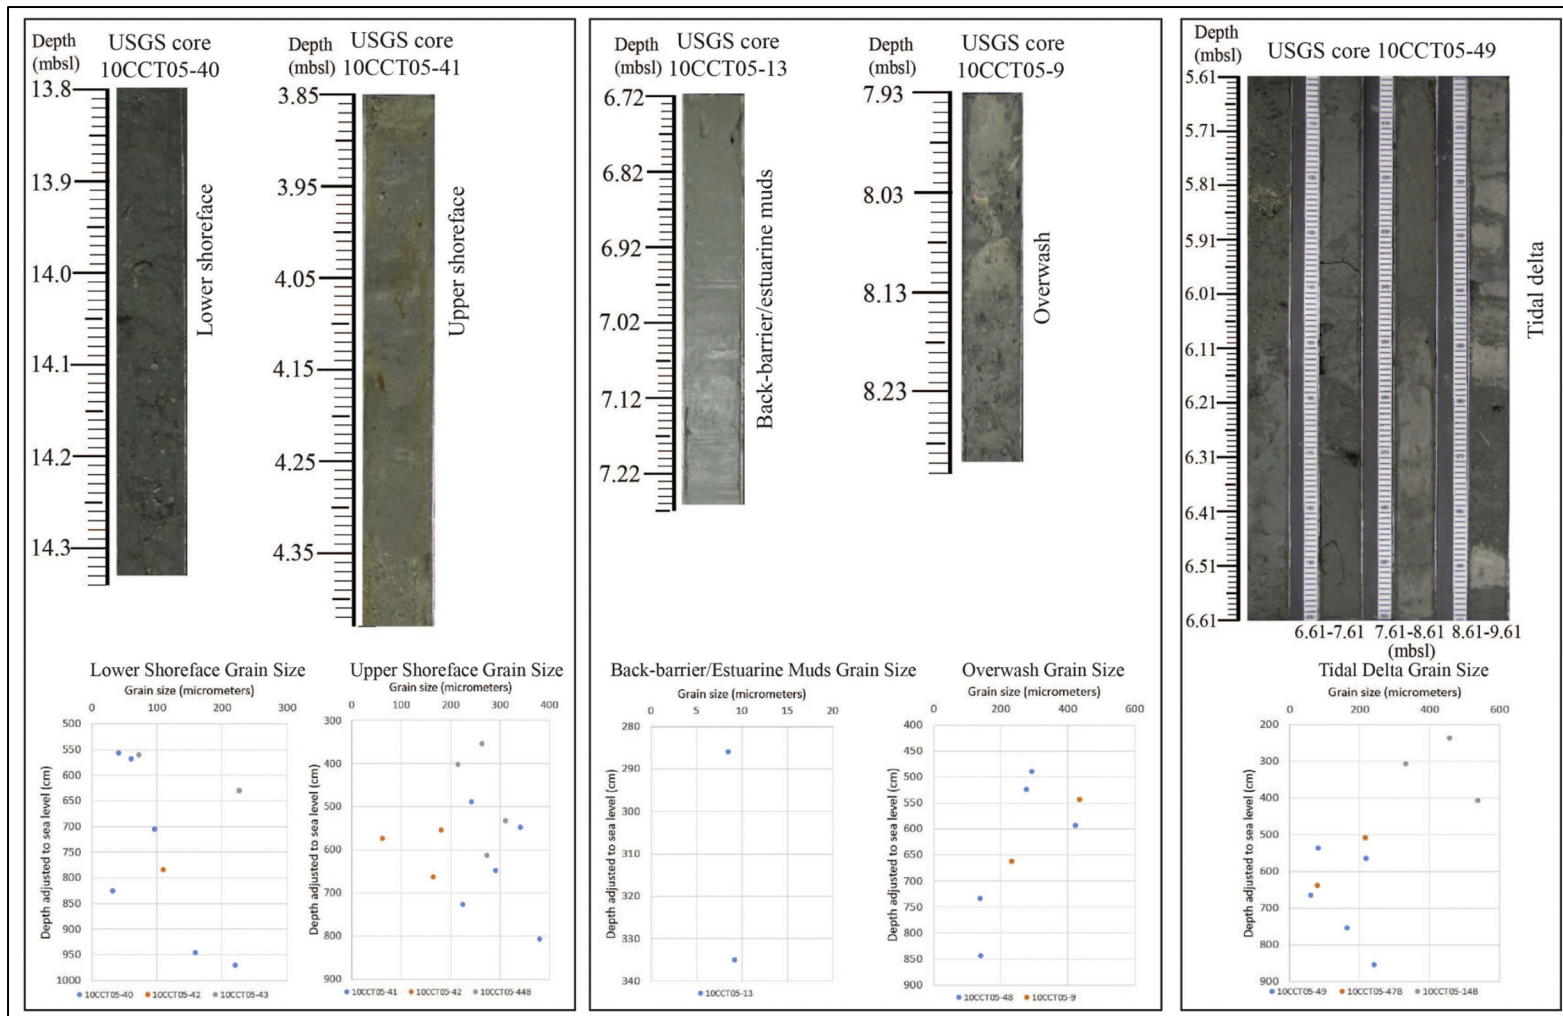 Depth
(mbsl)
USGS core
10CCT05-40
13.8
13.9
14.0
14.1
14.2
14.3
Lower shoreface
Depth
(mbsl)
USGS core
10CCT05-41
3.85
3.95
4.05
4.15
4.25
4.35
Upper shoreface
Depth
(mbsl)
USGS core
10CCT05-13
6.72
6.82
6.92
7.02
7.12
7.22
Back-barrier/estuarine muds
Depth
(mbsl)
USGS core
10CCT05-9
7.93
8.03
8.13
8.23
Overwash
Depth
(mbsl)
USGS core 10CCT05-49
5.61
5.71
5.81
5.91
6.01
6.11
6.21
6.31
6.41
6.51
6.61
6.61-7.61 7.61-8.61 8.61-9.61
(mbsl)
Tidal delta
Lower Shoreface Grain Size
Grain size (micrometers)
0 100 200 300
Depth adjusted to sea level (cm)
500
550
600
650
700
750
800
850
900
950
1000
10CCT05-40 10CCT05-42 10CCT05-43
Upper Shoreface Grain Size
Grain size (micrometers)
0 100 200 300 400
Depth adjusted to sea level (cm)
300
400
500
600
700
800
900
10CCT05-41 10CCT05-42 10CCT05-44B
Back-barrier/Estuarine Muds Grain Size
Grain size (micrometers)
0 5 10 15 20
Depth adjusted to sea level (cm)
280
290
300
310
320
330
340
10CCT05-13
Overwash Grain Size
Grain size (micrometers)
0 200 400 600
Depth adjusted to sea level (cm)
400
450
500
550
600
650
700
750
800
850
900
10CCT05-48 10CCT05-9
Tidal Delta Grain Size
Grain size (micrometers)
0 200 400 600
Depth adjusted to sea level (cm)
200
300
400
500
600
700
800
900
10CCT05-49 10CCT05-47B 10CCT05-14B